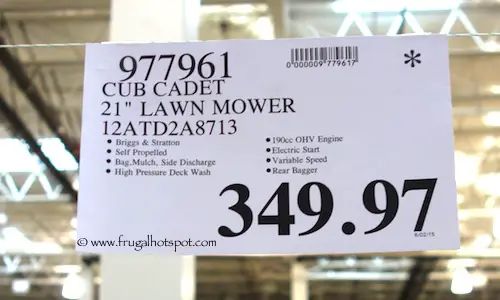 977961
0000009779617
*
CUB CADET
21" LAWN MOWER
12ATD2A8713
• Briggs & Stratton
• Self Propelled
• Bag,Mulch, Side Discharge
• High Pressure Deck Wash
• 190cc OHV Engine
• Electric Start
• Variable Speed
• Rear Bagger
349.97
© www.frugalhotspot.com